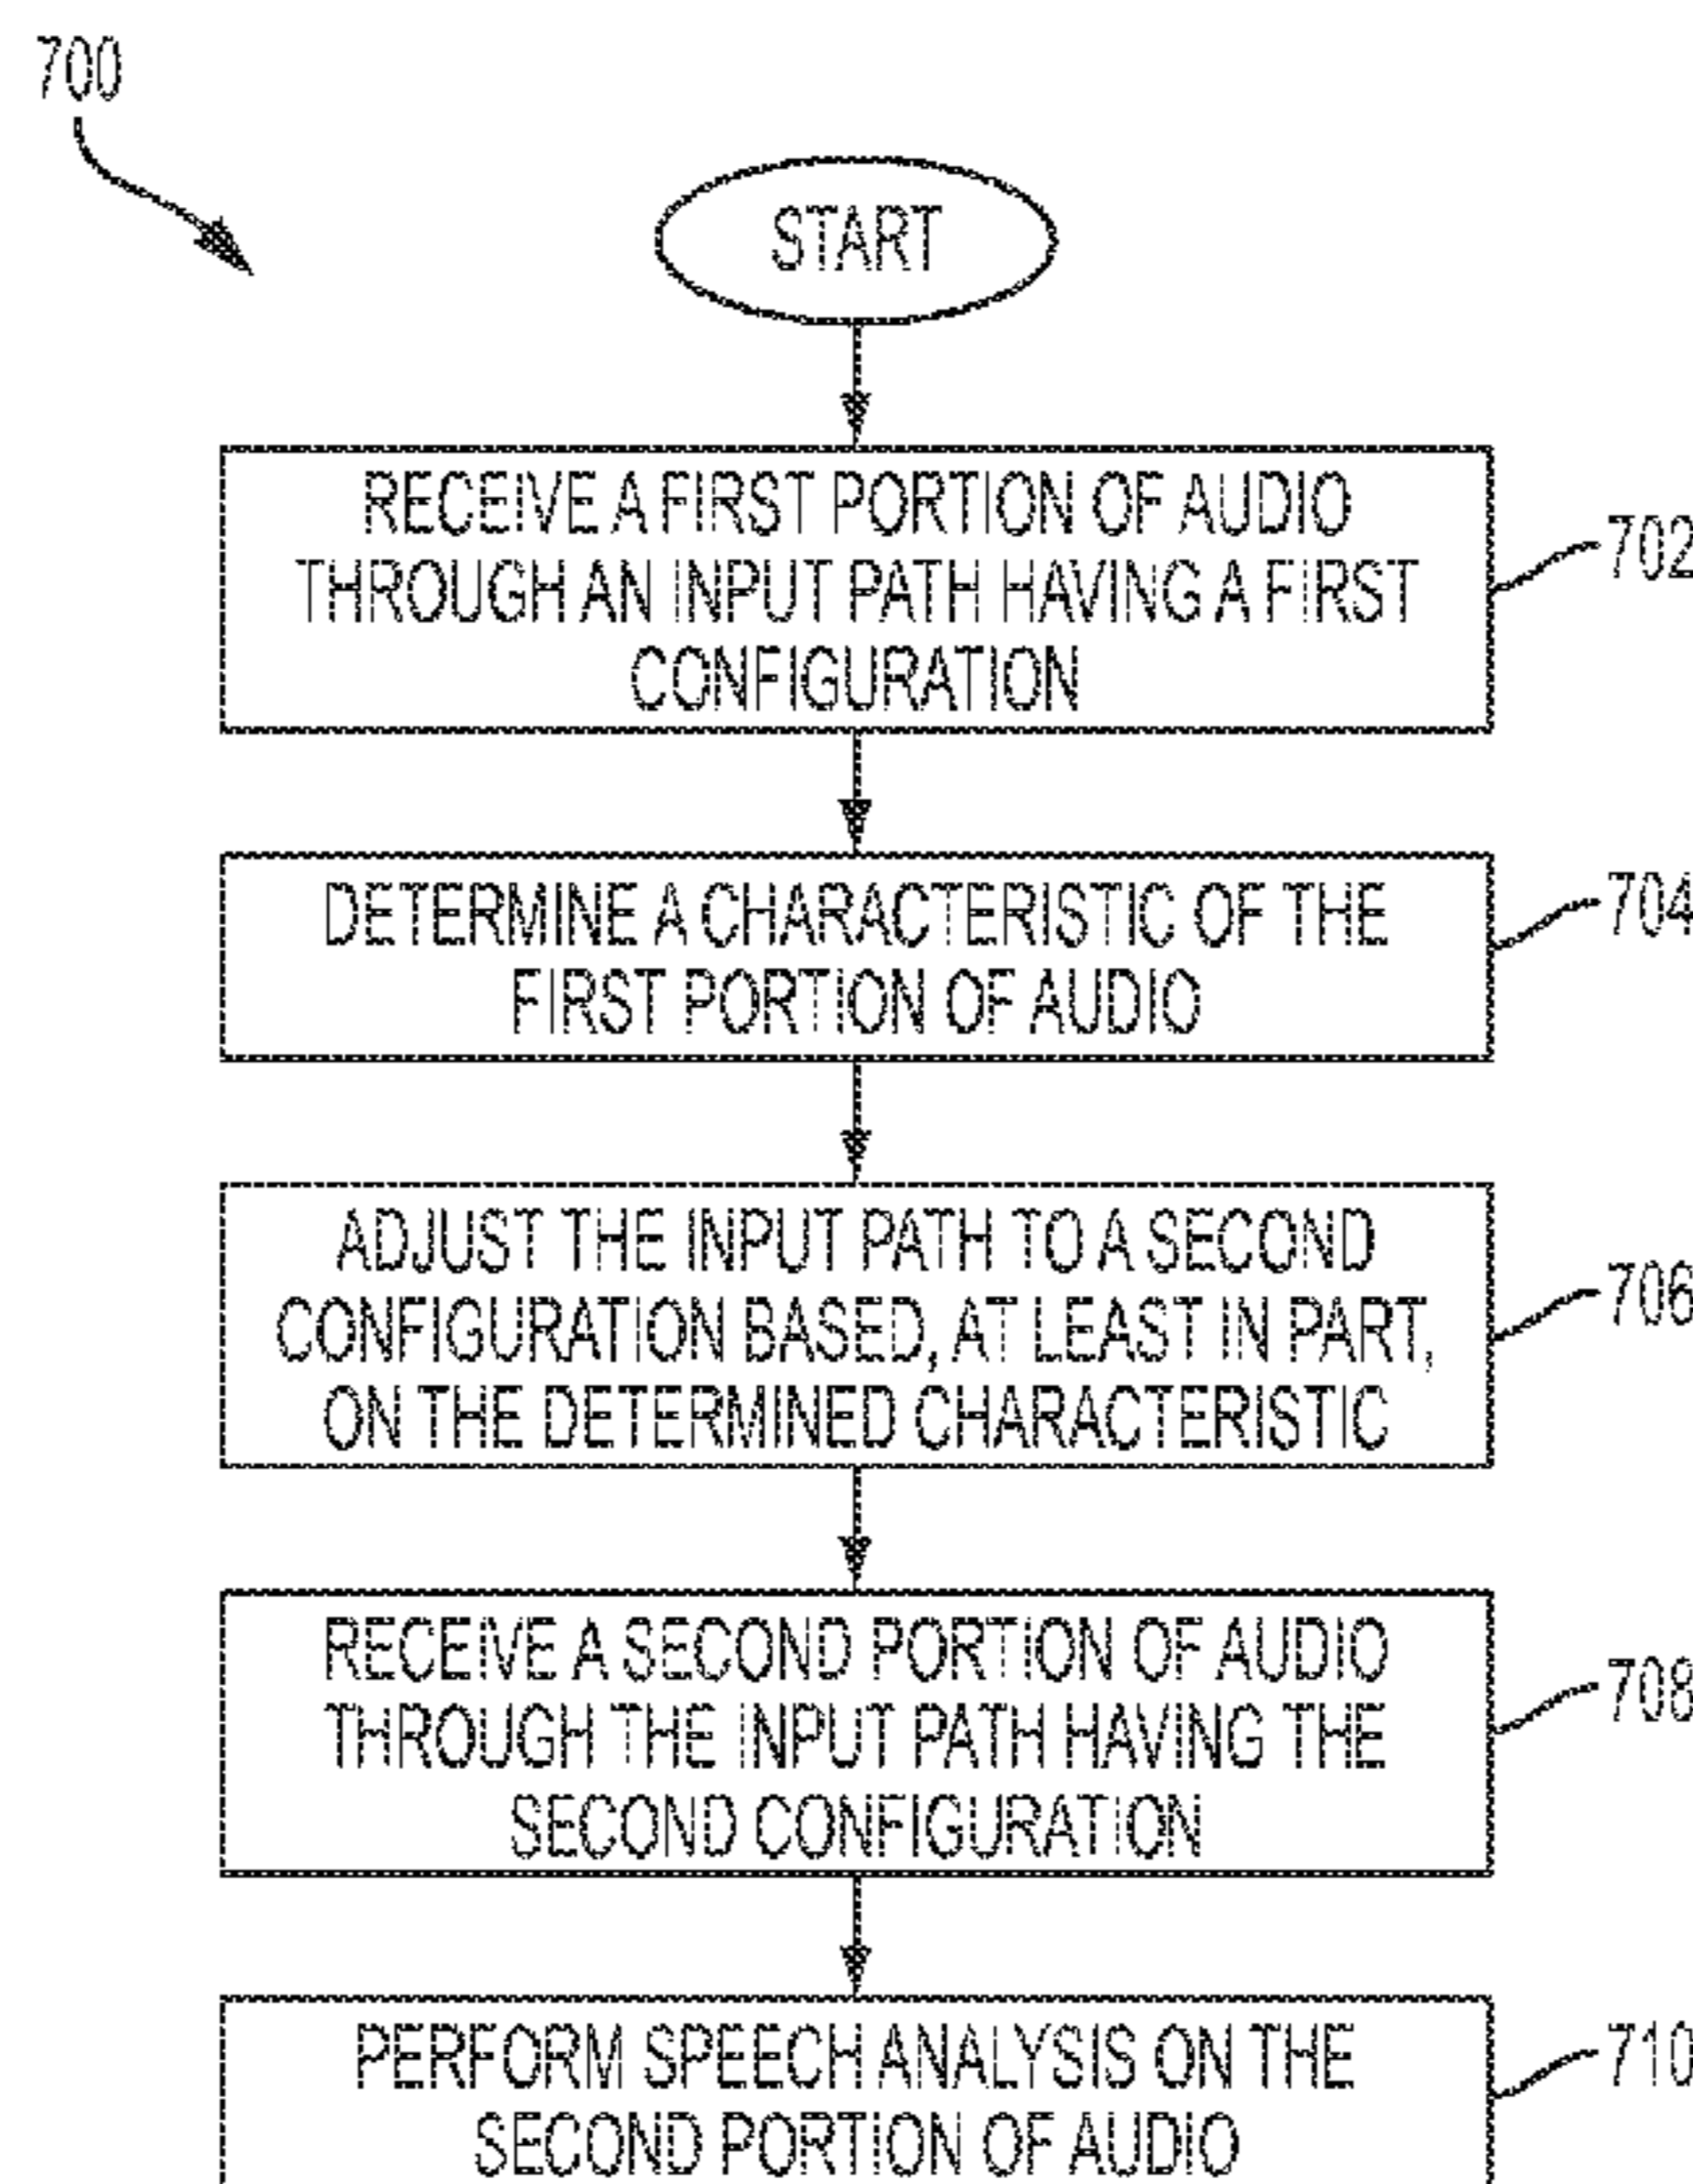 700
START
RECEIVE A FIRST PORTION OF AUDIO
THROUGH AN INPUT PATH HAVING A FIRST
CONFIGURATION
702
DETERMINE A CHARACTERISTIC OF THE
FIRST PORTION OF AUDIO
704
ADJUST THE INPUT PATH TO A SECOND
CONFIGURATION BASED, AT LEAST IN PART,
ON THE DETERMINED CHARACTERISTIC
706
RECEIVE A SECOND PORTION OF AUDIO
THROUGH THE INPUT PATH HAVING THE
SECOND CONFIGURATION
708
PERFORM SPEECH ANALYSIS ON THE
SECOND PORTION OF AUDIO
710